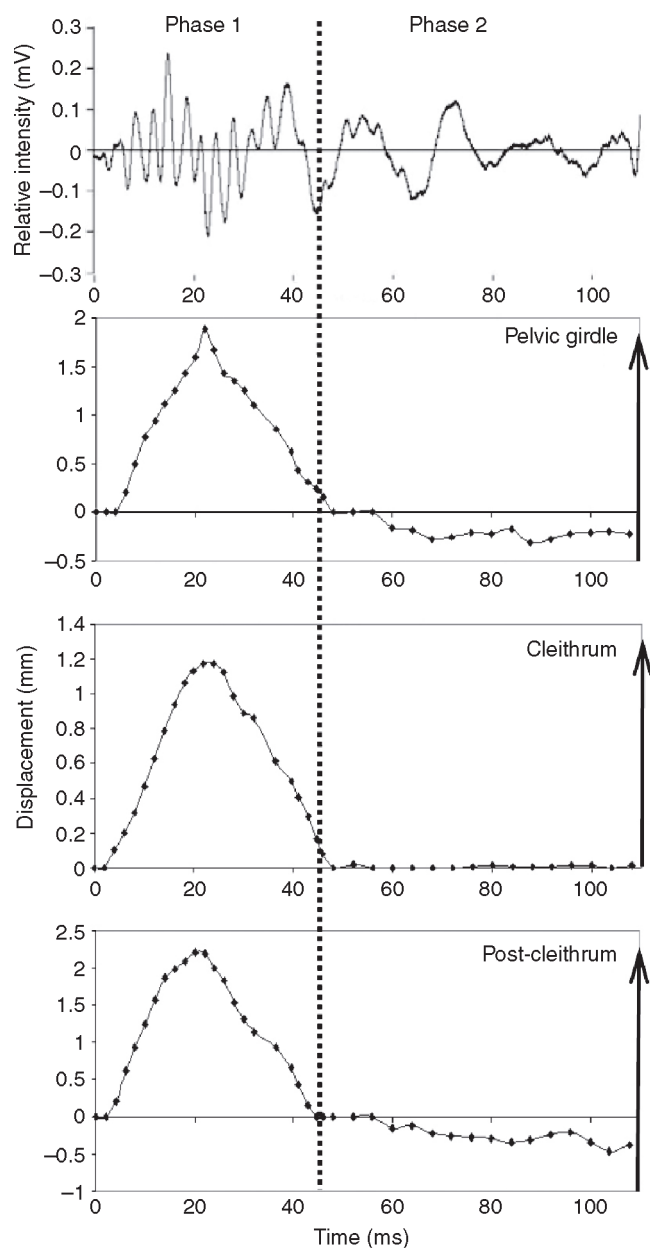 Phase 1 Phase 2
Relative intensity (mV)
0.3
0.2
0.1
0
–0.1
–0.2
–0.3
0 20 40 60 80 100
Pelvic girdle
2
1.5
1
0.5
0
–0.5
0 20 40 60 80 100
Displacement (mm)
Cleithrum
1.4
1.2
1
0.8
0.6
0.4
0.2
0
0 20 40 60 80 100
Post-cleithrum
2.5
2
1.5
1
0.5
0
–0.5
–1
0 20 40 60 80 100
Time (ms)